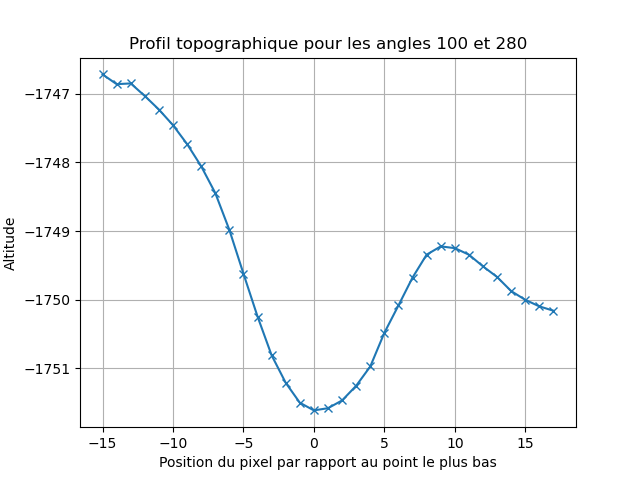 Profil topographique pour les angles 100 et 280
−1747
−1748
−1749
−1750
−1751
Altitude
−15 −10 −5 0 5 10 15
Position du pixel par rapport au point le plus bas